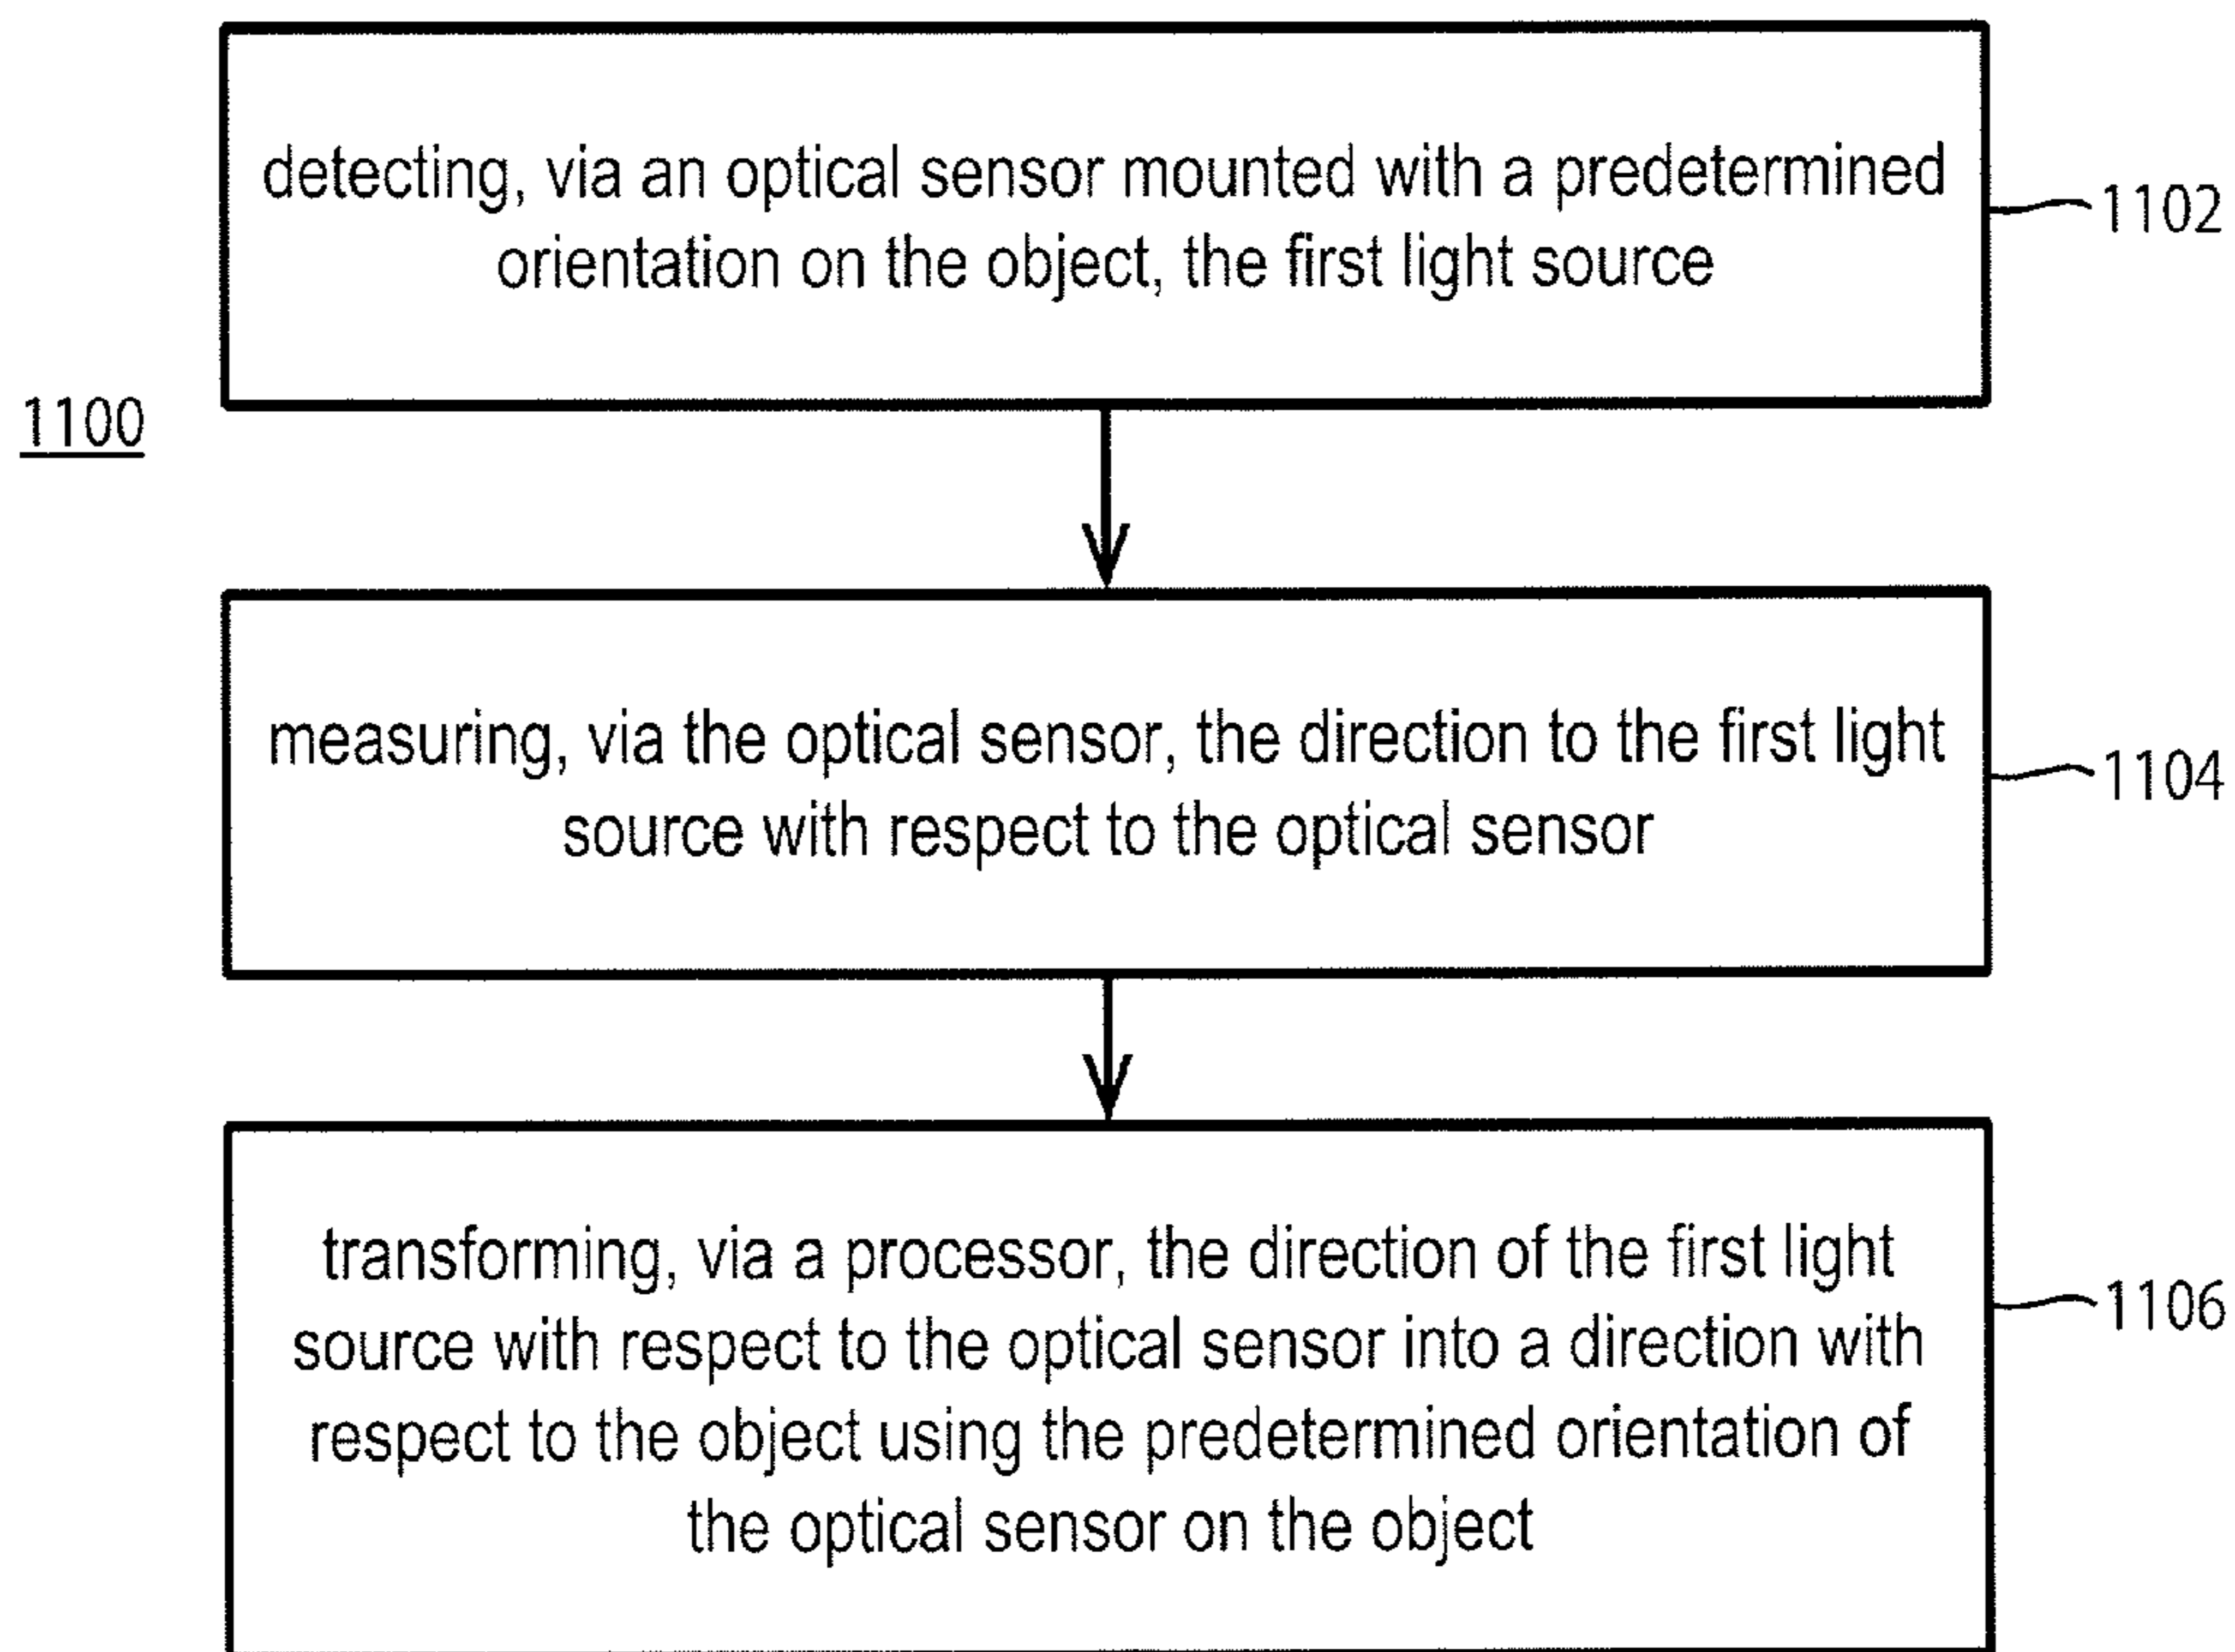 detecting, via an optical sensor mounted with a predetermined
orientation on the object, the first light source
1102
1100
measuring, via the optical sensor, the direction to the first light
source with respect to the optical sensor
1104
transforming, via a processor, the direction of the first light
source with respect to the optical sensor into a direction with
respect to the object using the predetermined orientation of
the optical sensor on the object
1106